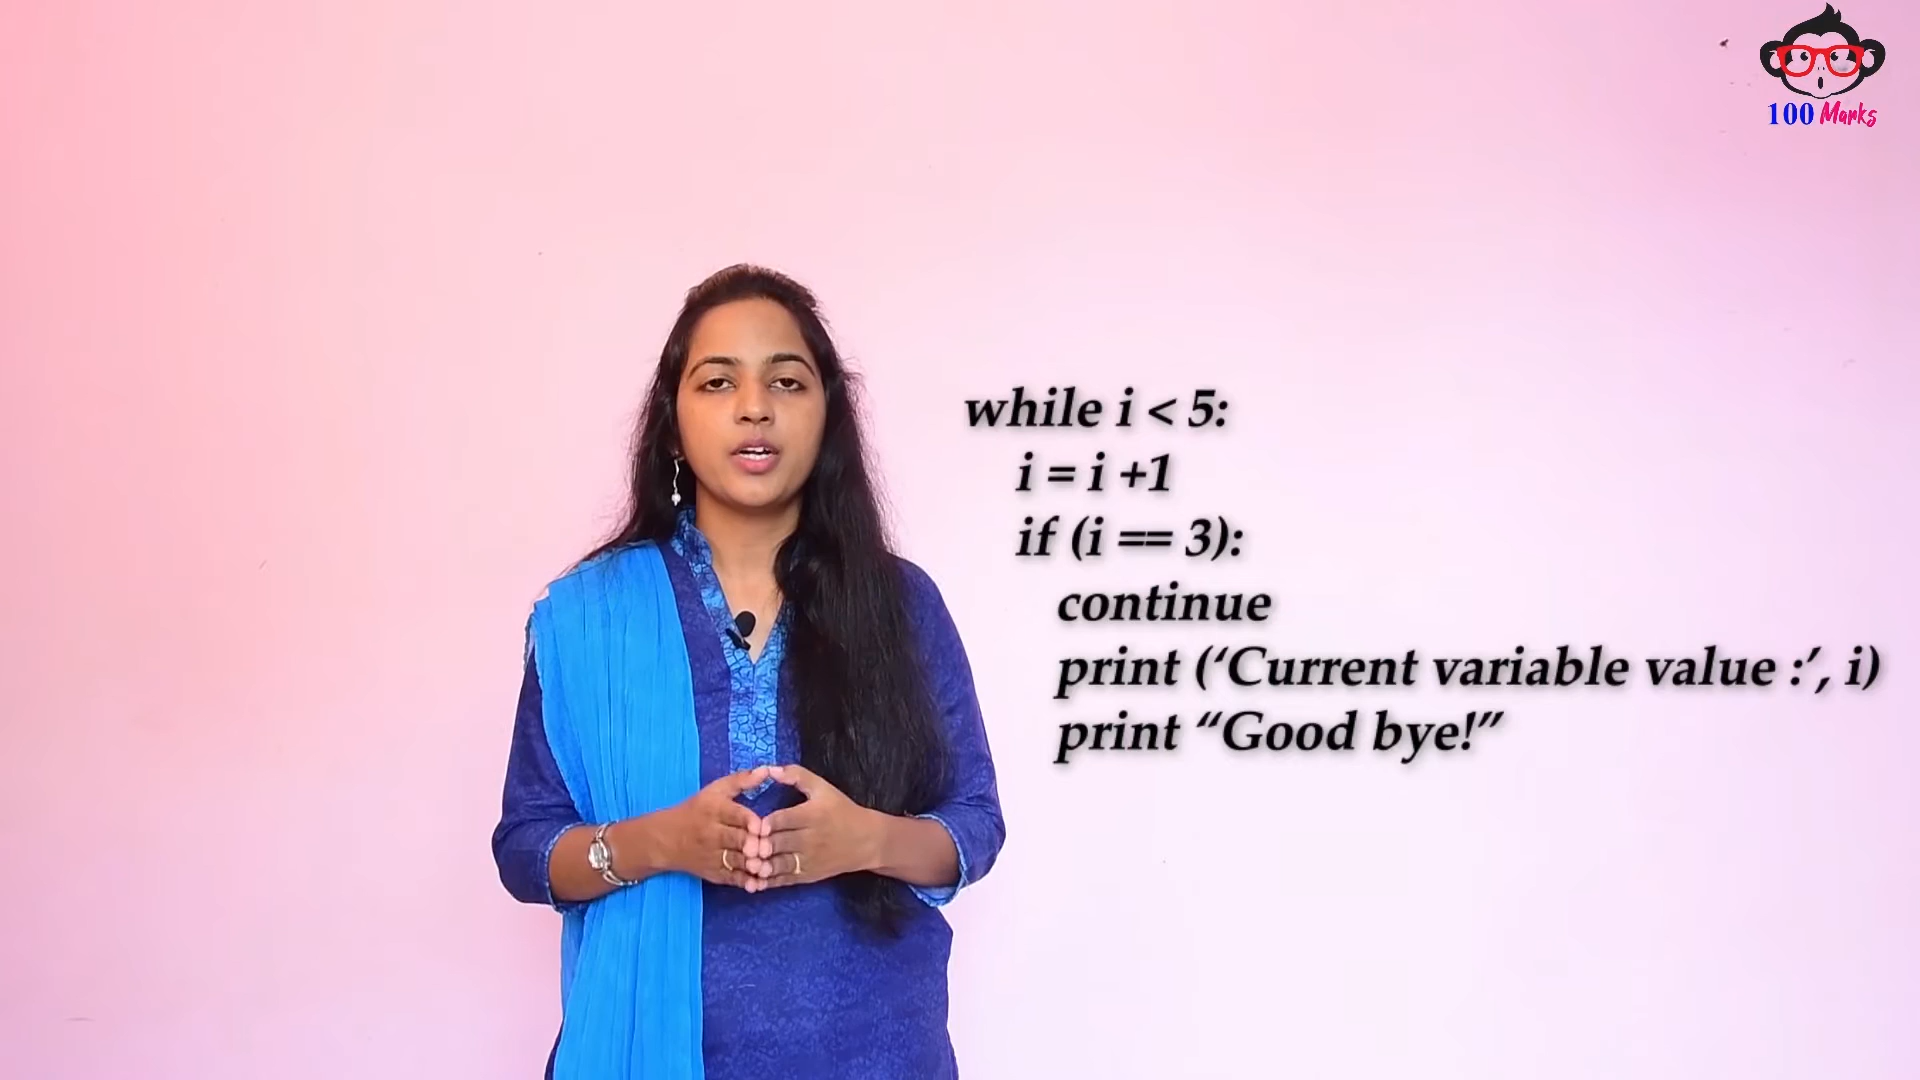 100 Marks
while i < 5:
i = i +1
if (i == 3):
continue
print (‘Current variable value :’, i)
print “Good bye!”